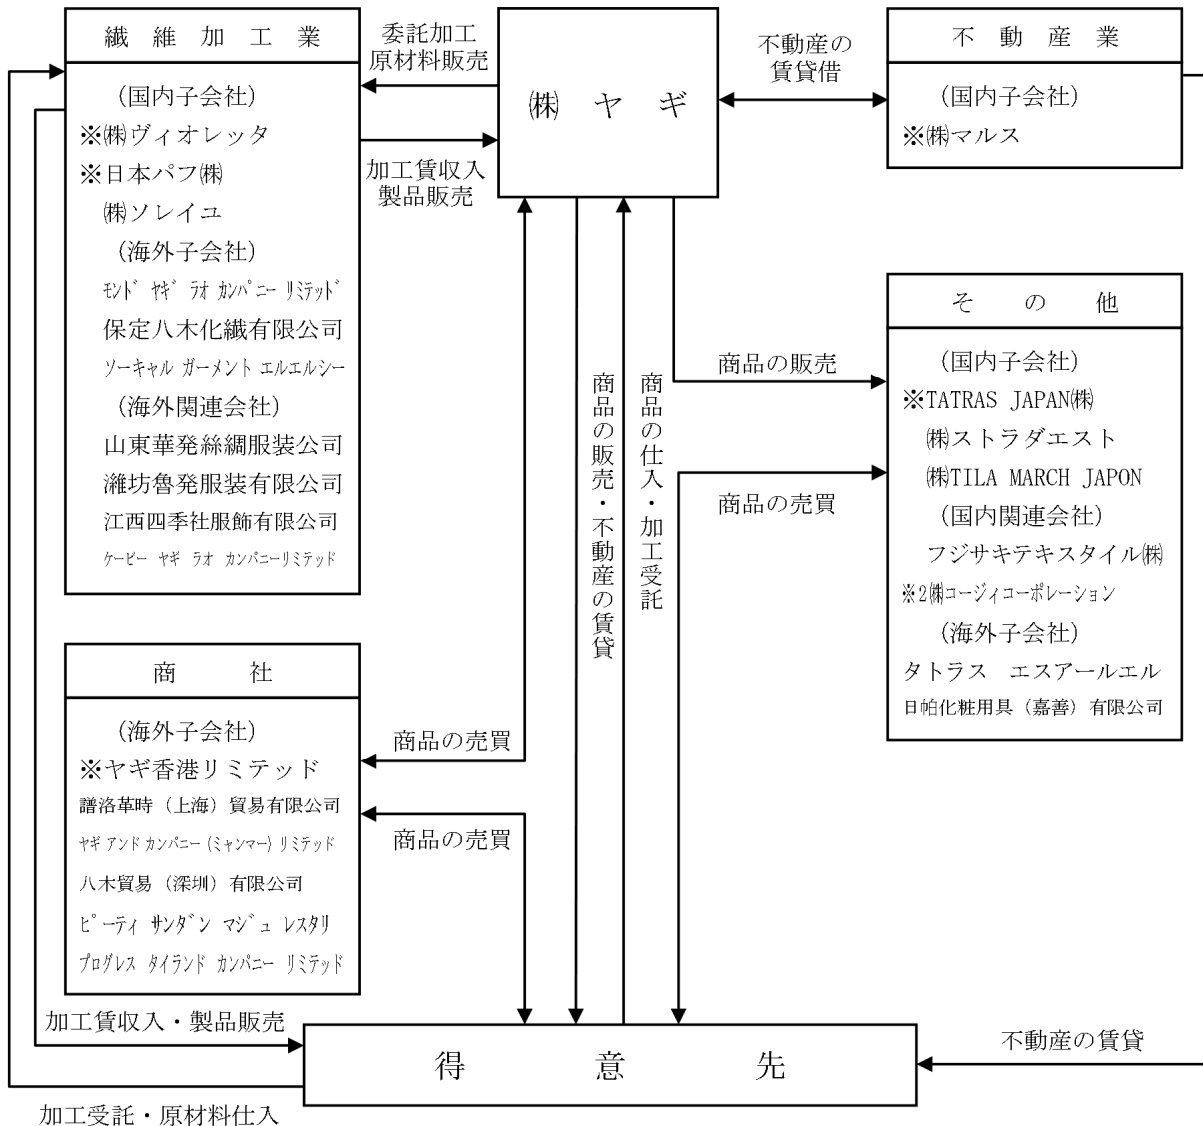 繊維加工業
（国内子会社）
※㈱ヴィオレッタ
※日本パフ㈱
㈱ソレイユ
（海外子会社）
モンド ヤギ ラオ カンパニー リミテッド
保定八木化繊有限公司
ソーキャル ガーメント エルエルシー
（海外関連会社）
山東華発絲綢服装公司
濰坊魯発服装有限公司
江西四季社服飾有限公司
ケービー ヤギ ラオ カンパニーリミテッド
委託加工
原材料販売
加工賃収入
製品販売
㈱ヤギ
不動産の
賃貸借
不動産業
（国内子会社）
※㈱マルス
その他
（国内子会社）
※TATRAS JAPAN㈱
㈱ストラダエスト
㈱TILA MARCH JAPON
（国内関連会社）
フジサキテキスタイル㈱
※2㈱コージィコーポレーション
（海外子会社）
タトラス エスアールエル
日帕化粧用具（嘉善）有限公司
商品の販売
商品の売買
商品の販売・不動産の賃貸
商品の仕入・加工受託
商社
（海外子会社）
※ヤギ香港リミテッド
譜洛革時（上海）貿易有限公司
ヤギ アンド カンパニー（ミャンマー）リミテッド
八木貿易（深圳）有限公司
ピーティ サンダン マジュ レスタリ
プログレス タイランド カンパニー リミテッド
商品の売買
商品の売買
加工賃収入・製品販売
得意先
不動産の賃貸
加工受託・原材料仕入